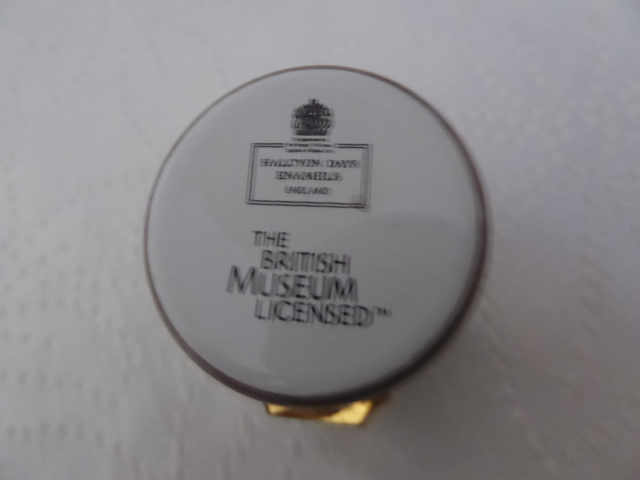 HALCYON DAYS
ENAMELS
ENGLAND
THE
BRITISH
MUSEUM
LICENSED™